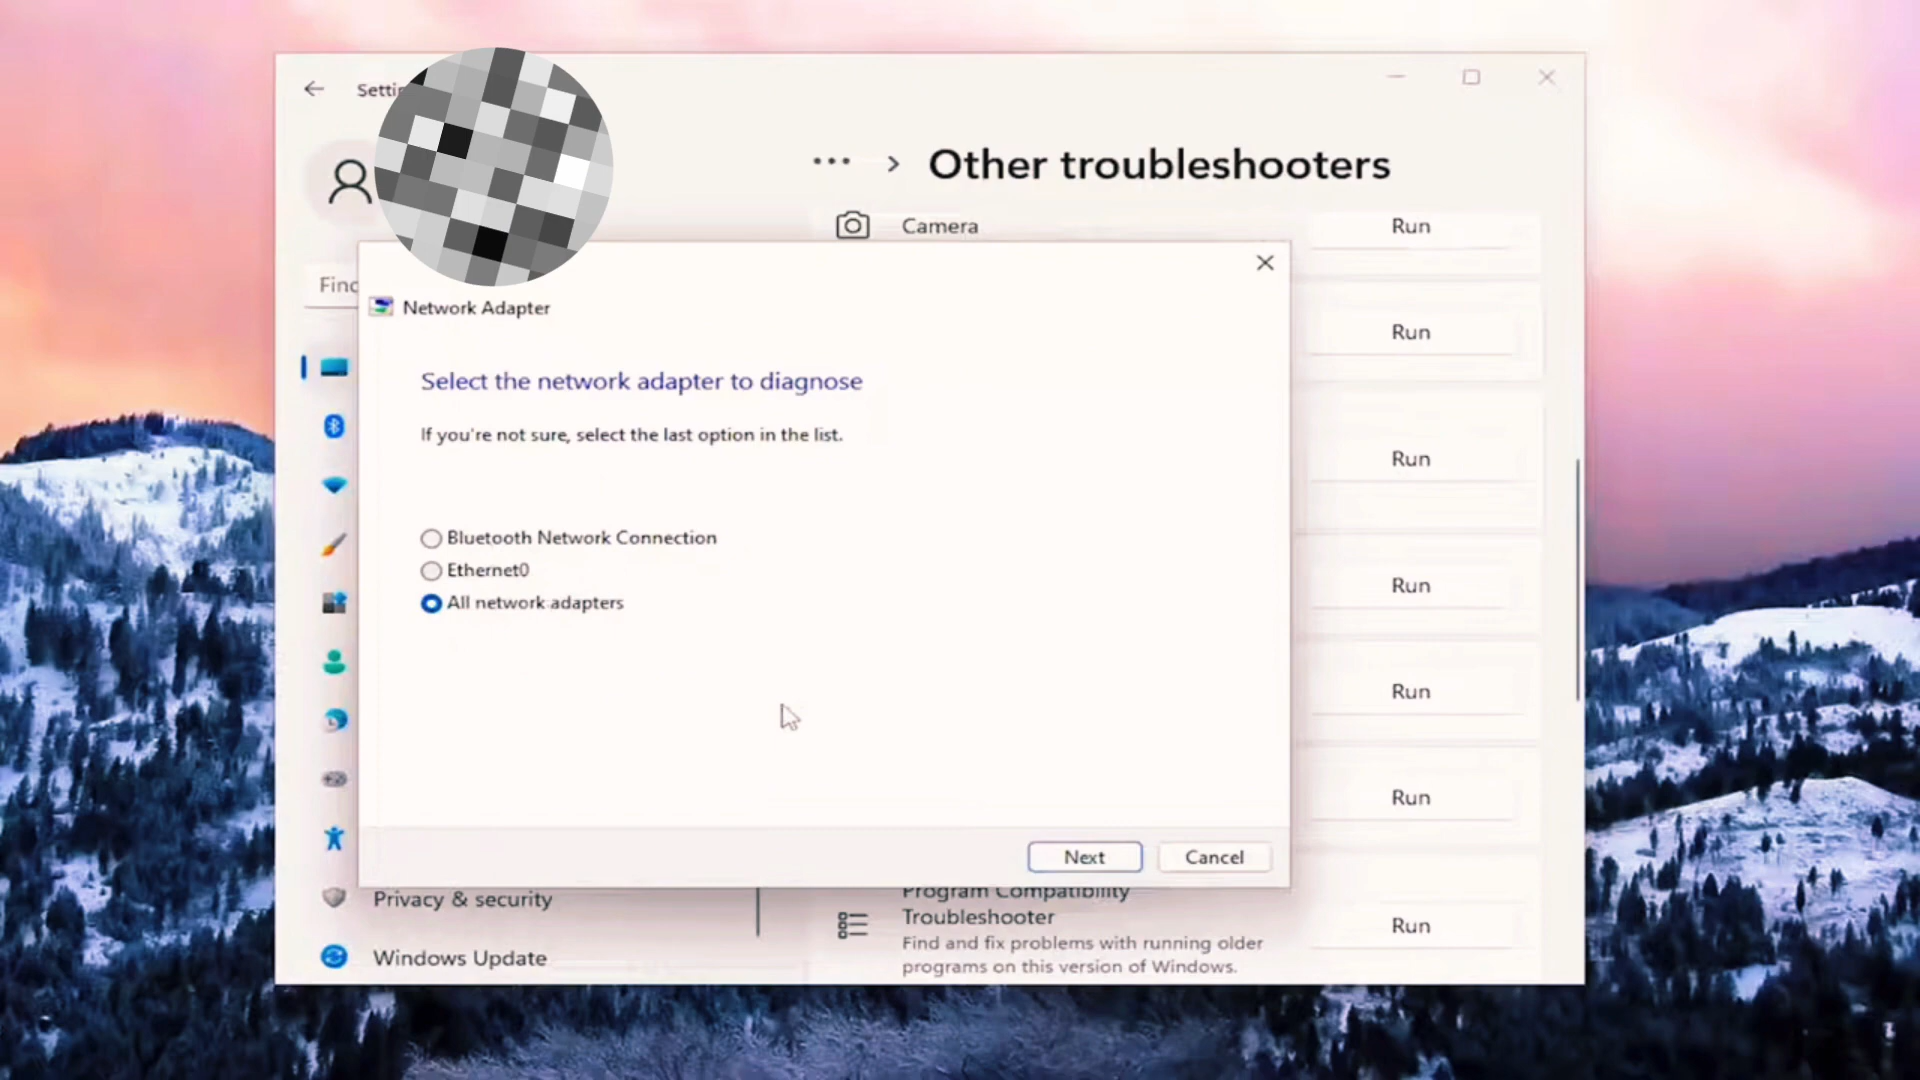 Other troubleshooters
Camera
Run
Network Adapter
Run
Select the network adapter to diagnose
If you're not sure, select the last option in the list.
Run
Bluetooth Network Connection
Ethernet0
Run
All network adapters
Run
Run
Next
Cancel
Privacy & security
Program Compatibility
Troubleshooter
Run
Find and fix problems with running older
programs on this version of Windows.
Windows Update